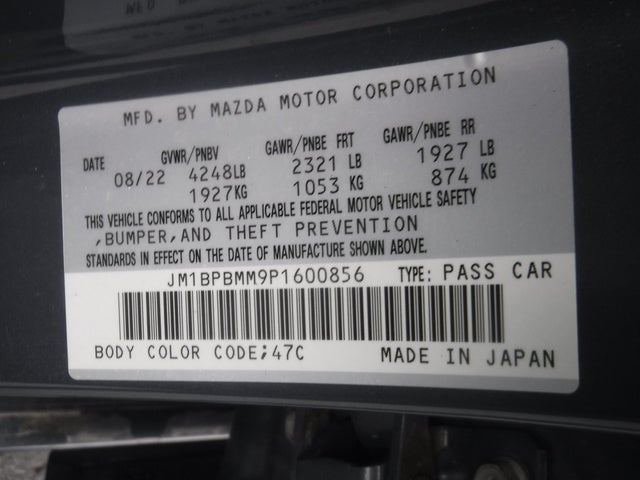 MFD. BY MAZDA MOTOR CORPORATION
DATE GVWR/PNBV GAWR/PNBE FRT GAWR/PNBE RR
08/22 4248LB 2321 LB 1927 LB
1927KG 1053 KG 874 KG
THIS VEHICLE CONFORMS TO ALL APPLICABLE FEDERAL MOTOR VEHICLE SAFETY
,BUMPER,AND THEFT PREVENTION
STANDARDS IN EFFECT ON THE DATE OF MANUFACTURE SHOWN ABOVE.
JM1BPBMM9P1600856 TYPE: PASS CAR
BODY COLOR CODE;47C MADE IN JAPAN